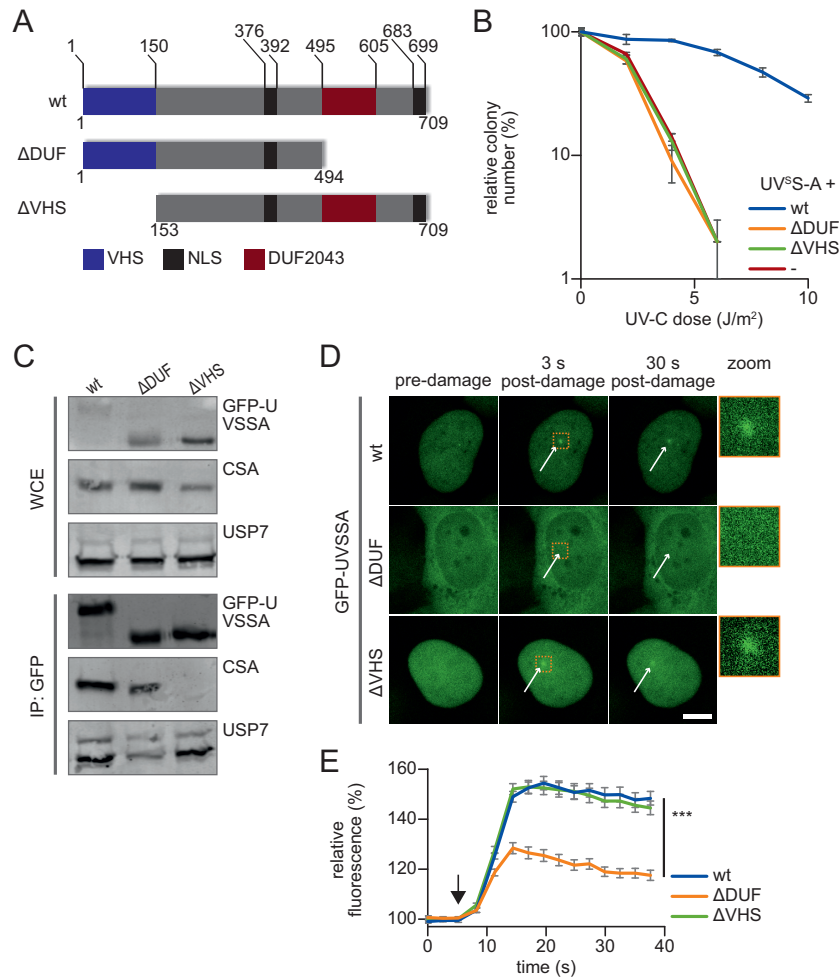 A
1 150 376 392 495 605 683 699
wt
1 709
ΔDUF
1 494
ΔVHS
153 709
VHS NLS DUF2043
B
relative colony
number (%)
100
10
1
0 5 10
UV-C dose (J/m²)
UVˢS-A +
wt
ΔDUF
ΔVHS
-
C
wt ΔDUF ΔVHS
WCE
GFP-U
VSSA
CSA
USP7
IP: GFP
GFP-U
VSSA
CSA
USP7
D
pre-damage
3 s
post-damage
30 s
post-damage
zoom
GFP-UVSSA
wt
ΔDUF
ΔVHS
E
relative
fluorescence (%)
160
140
120
100
0 10 20 30 40
time (s)
***
wt
ΔDUF
ΔVHS